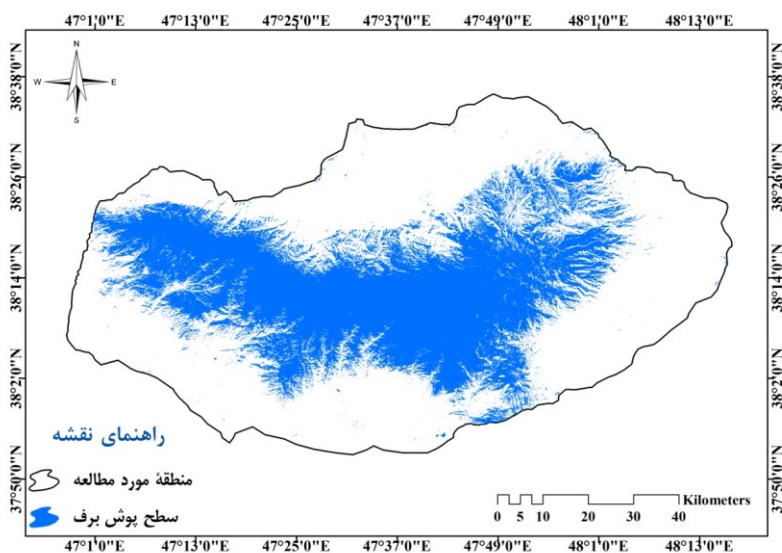 47°1'0"E 47°13'0"E 47°25'0"E 47°37'0"E 47°49'0"E 48°1'0"E 48°13'0"E
N
W E
S
38°38'0"N 38°38'0"N
38°26'0"N 38°26'0"N
38°14'0"N 38°14'0"N
38°2'0"N 38°2'0"N
37°50'0"N 37°50'0"N
راهنمای نقشه
منطقهٔ مورد مطالعه
سطح پوش برف
Kilometers
0 5 10 20 30 40
47°1'0"E 47°13'0"E 47°25'0"E 47°37'0"E 47°49'0"E 48°1'0"E 48°13'0"E